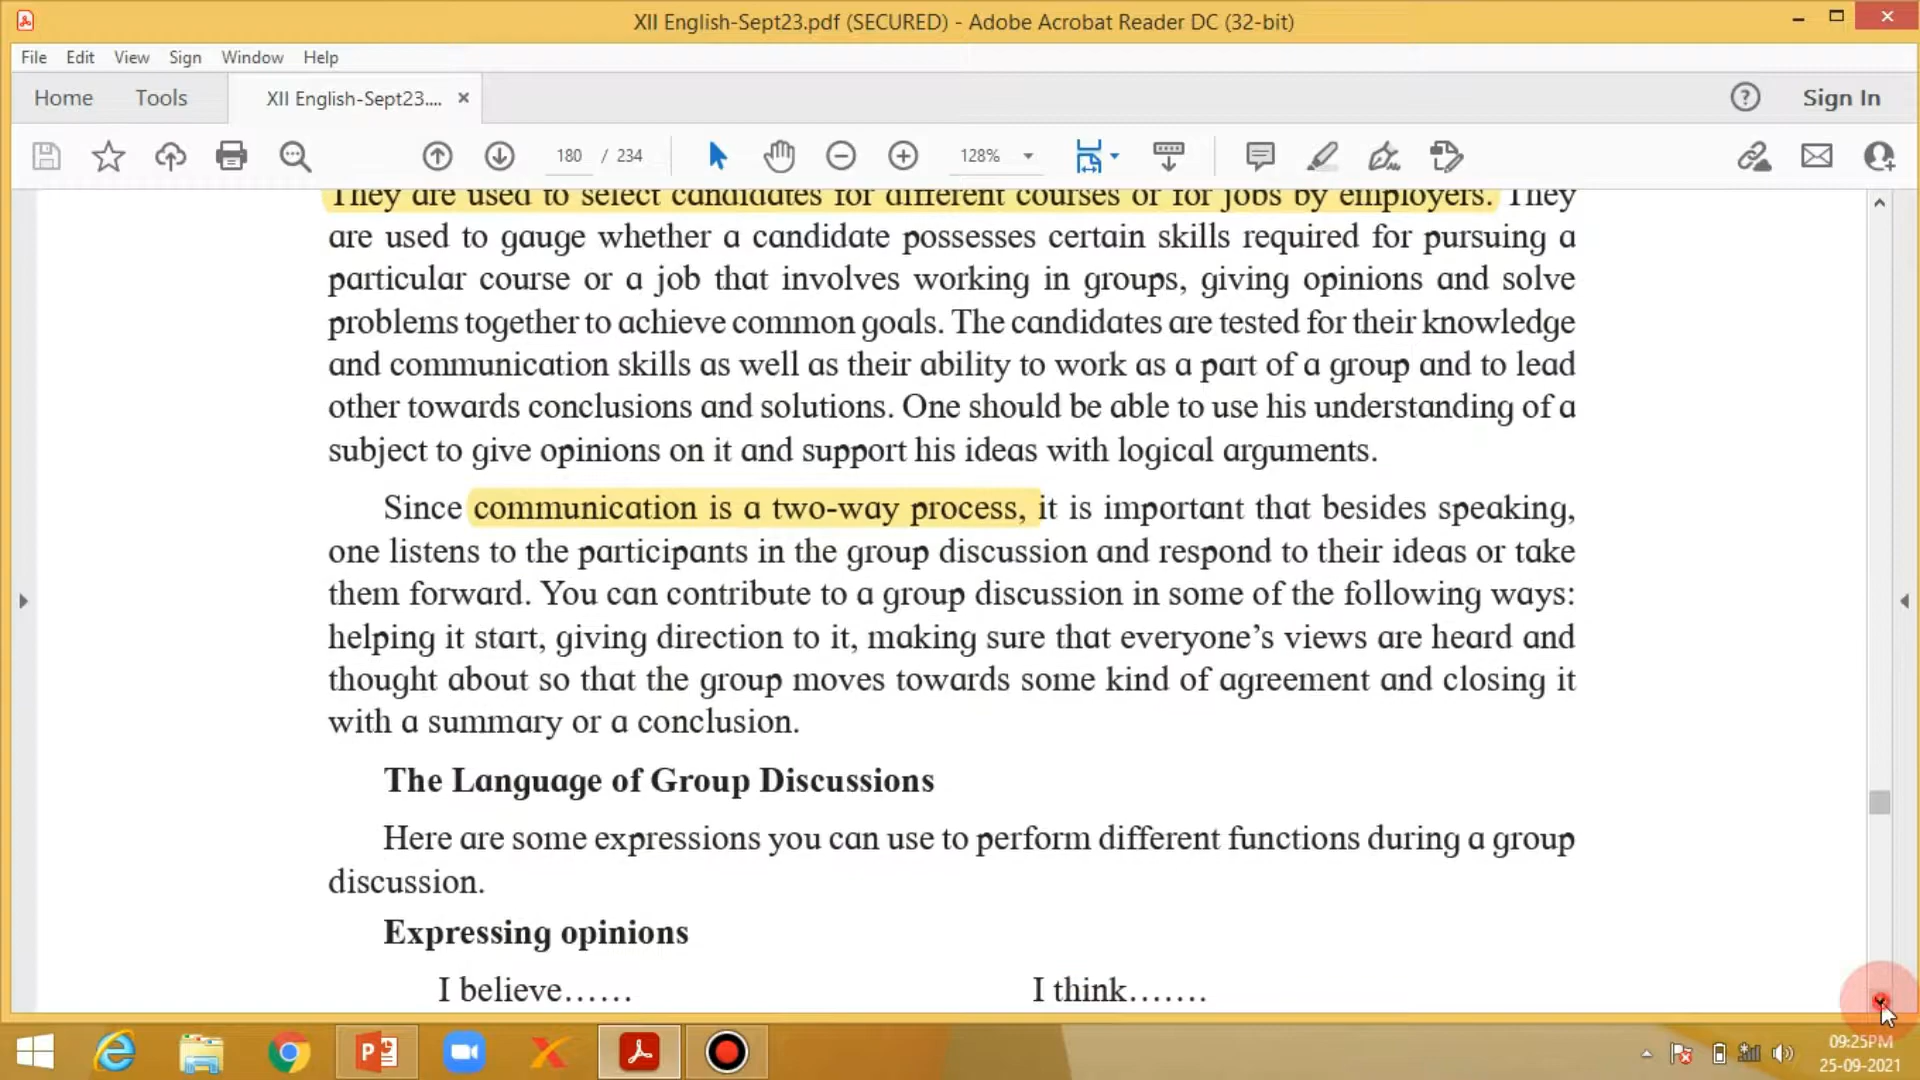 XII English-Sept23.pdf (SECURED) - Adobe Acrobat Reader DC (32-bit)
File Edit View Sign Window Help
Home Tools XII English-Sept23.... × Sign In
180 / 234 128%
They are used to select candidates for different courses or for jobs by employers. They
are used to gauge whether a candidate possesses certain skills required for pursuing a
particular course or a job that involves working in groups, giving opinions and solve
problems together to achieve common goals. The candidates are tested for their knowledge
and communication skills as well as their ability to work as a part of a group and to lead
other towards conclusions and solutions. One should be able to use his understanding of a
subject to give opinions on it and support his ideas with logical arguments.
Since communication is a two-way process, it is important that besides speaking,
one listens to the participants in the group discussion and respond to their ideas or take
them forward. You can contribute to a group discussion in some of the following ways:
helping it start, giving direction to it, making sure that everyone’s views are heard and
thought about so that the group moves towards some kind of agreement and closing it
with a summary or a conclusion.
The Language of Group Discussions
Here are some expressions you can use to perform different functions during a group
discussion.
Expressing opinions
I believe...... I think.......
09:25PM
25-09-2021